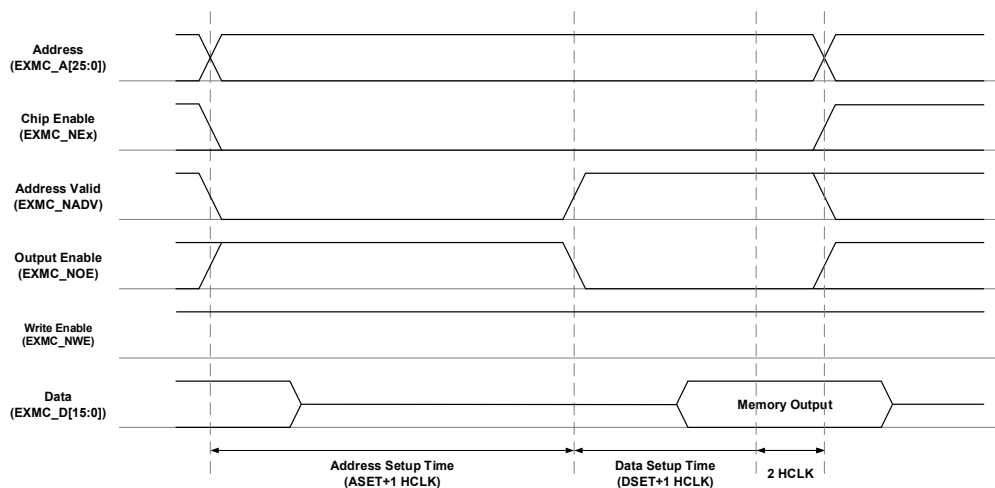 Address
(EXMC_A[25:0])
Chip Enable
(EXMC_NEx)
Address Valid
(EXMC_NADV)
Output Enable
(EXMC_NOE)
Write Enable
(EXMC_NWE)
Data
(EXMC_D[15:0])
Memory Output
Address Setup Time
(ASET+1 HCLK)
Data Setup Time
(DSET+1 HCLK)
2 HCLK